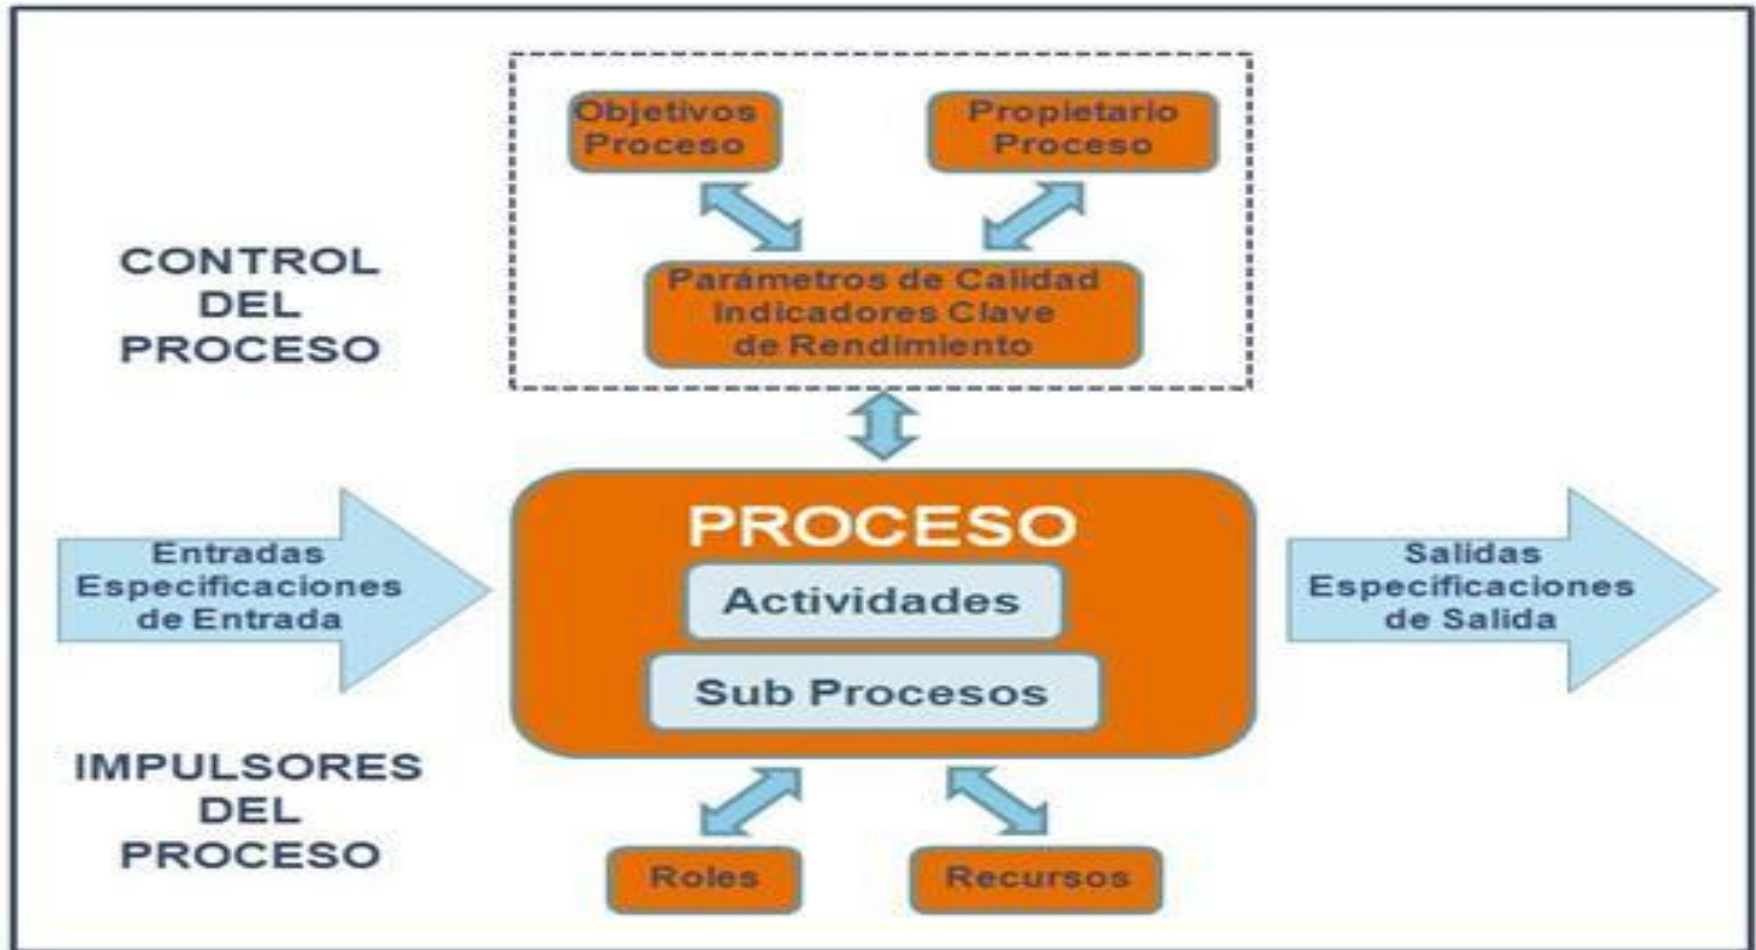 Objetivos
Proceso
Propietario
Proceso
CONTROL
DEL
PROCESO
Parámetros de Calidad
Indicadores Clave
de Rendimiento
Entradas
Especificaciones
de Entrada
PROCESO
Actividades
Sub Procesos
Salidas
Especificaciones
de Salida
IMPULSORES
DEL
PROCESO
Roles
Recursos